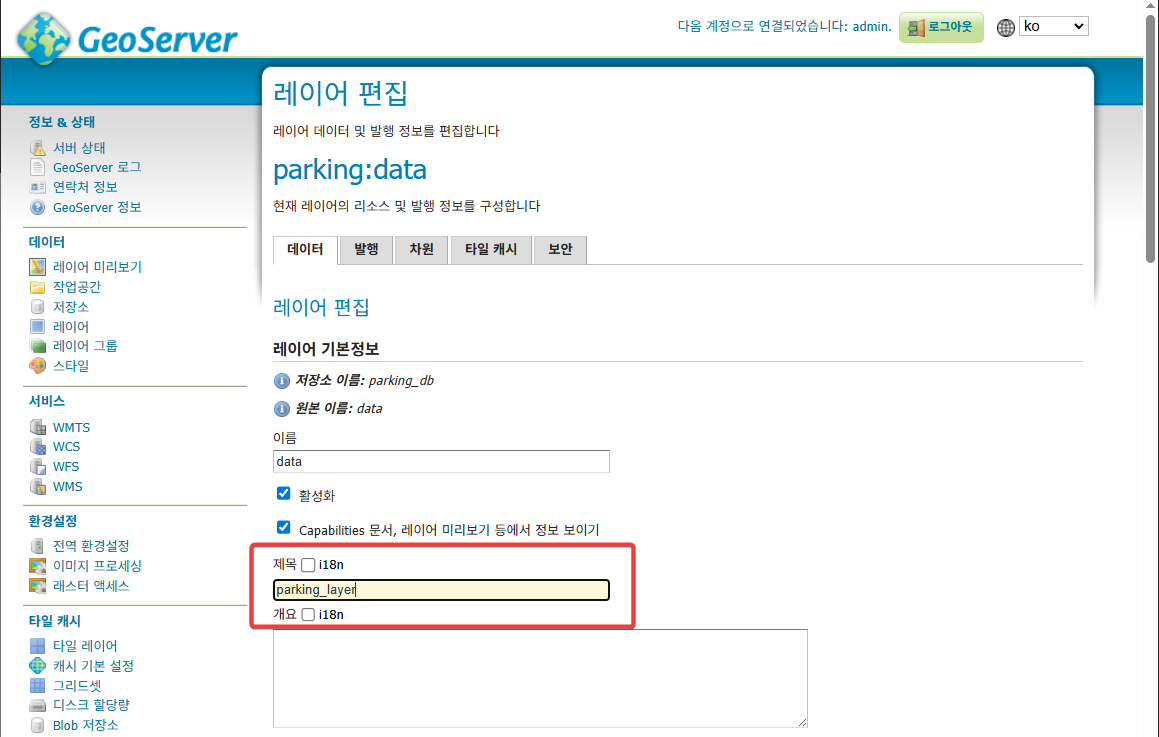 GeoServer
다음 계정으로 연결되었습니다: admin.
로그아웃
ko
정보 & 상태
서버 상태
GeoServer 로그
연락처 정보
GeoServer 정보
데이터
레이어 미리보기
작업공간
저장소
레이어
레이어 그룹
스타일
서비스
WMTS
WCS
WFS
WMS
환경설정
전역 환경설정
이미지 프로세싱
래스터 액세스
타일 캐시
타일 레이어
캐시 기본 설정
그리드셋
디스크 할당량
Blob 저장소
레이어 편집
레이어 데이터 및 발행 정보를 편집합니다
parking:data
현재 레이어의 리소스 및 발행 정보를 구성합니다
데이터 발행 차원 타일 캐시 보안
레이어 편집
레이어 기본정보
저장소 이름: parking_db
원본 이름: data
이름
data
활성화
Capabilities 문서, 레이어 미리보기 등에서 정보 보이기
제목 i18n
parking_layer
개요 i18n